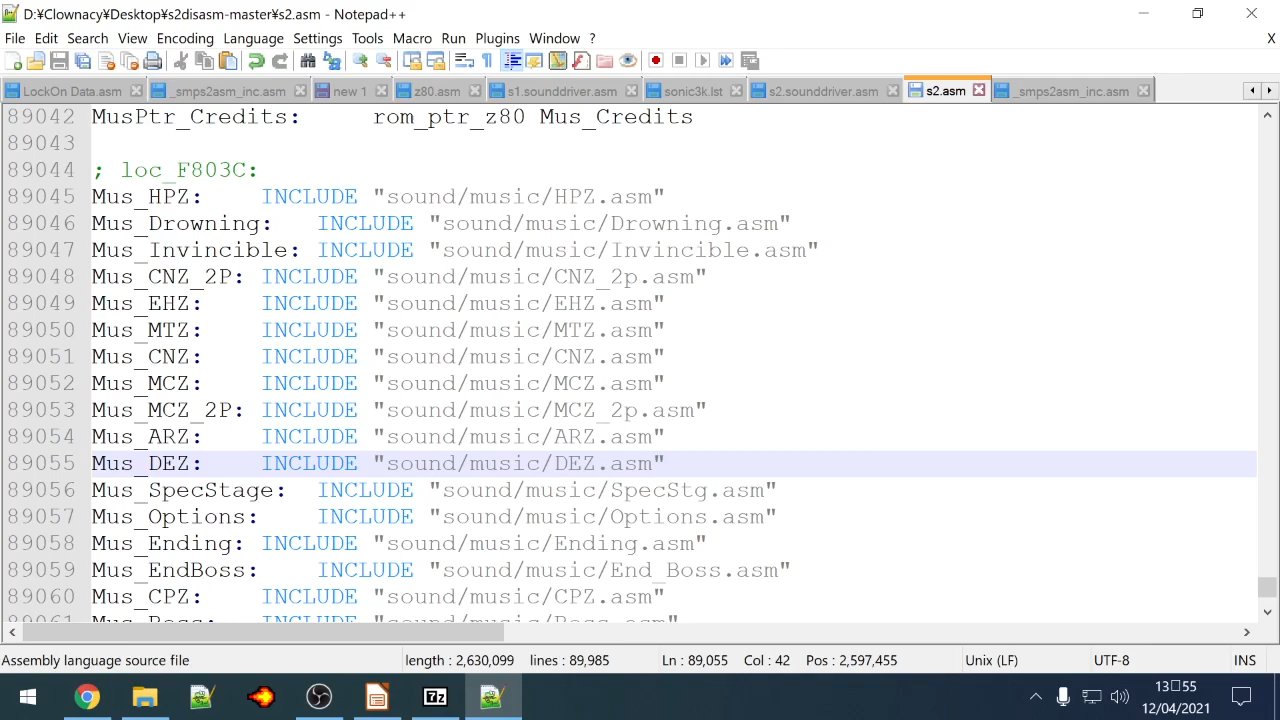 D:¥Clownacy¥Desktop¥s2disasm-master¥s2.asm - Notepad++
File Edit Search View Encoding Language Settings Tools Macro Run Plugins Window ? X
LockOn Data.asm _smps2asm_inc.asm new 1 z80.asm s1.sounddriver.asm sonic3k.lst s2.sounddriver.asm s2.asm _smps2asm_inc.asm
89042 MusPtr_Credits: rom_ptr_z80 Mus_Credits
89043
89044 ; loc_F803C:
89045 Mus_HPZ: INCLUDE "sound/music/HPZ.asm"
89046 Mus_Drowning: INCLUDE "sound/music/Drowning.asm"
89047 Mus_Invincible: INCLUDE "sound/music/Invincible.asm"
89048 Mus_CNZ_2P: INCLUDE "sound/music/CNZ_2p.asm"
89049 Mus_EHZ: INCLUDE "sound/music/EHZ.asm"
89050 Mus_MTZ: INCLUDE "sound/music/MTZ.asm"
89051 Mus_CNZ: INCLUDE "sound/music/CNZ.asm"
89052 Mus_MCZ: INCLUDE "sound/music/MCZ.asm"
89053 Mus_MCZ_2P: INCLUDE "sound/music/MCZ_2p.asm"
89054 Mus_ARZ: INCLUDE "sound/music/ARZ.asm"
89055 Mus_DEZ: INCLUDE "sound/music/DEZ.asm"
89056 Mus_SpecStage: INCLUDE "sound/music/SpecStg.asm"
89057 Mus_Options: INCLUDE "sound/music/Options.asm"
89058 Mus_Ending: INCLUDE "sound/music/Ending.asm"
89059 Mus_EndBoss: INCLUDE "sound/music/End_Boss.asm"
89060 Mus_CPZ: INCLUDE "sound/music/CPZ.asm"
89061 Mus_Boss: INCLUDE "sound/music/Boss.asm"
Assembly language source file length : 2,630,099 lines : 89,985 Ln : 89,055 Col : 42 Pos : 2,597,455 Unix (LF) UTF-8 INS
7z
13:55
12/04/2021